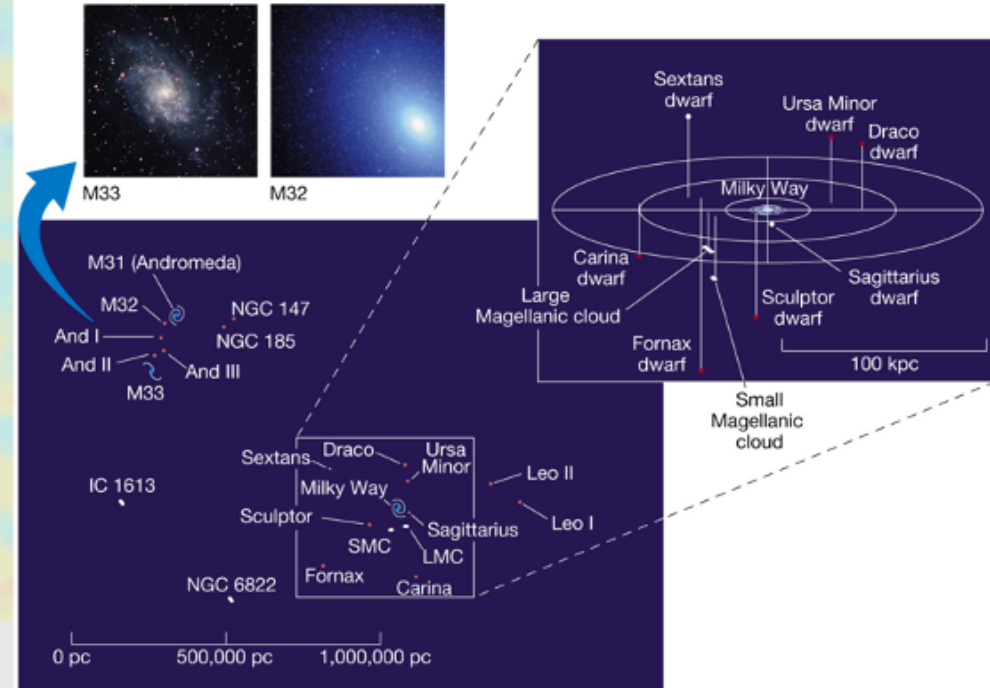 M33
M32
M31 (Andromeda)
M32
NGC 147
And I
NGC 185
And II
And III
M33
IC 1613
NGC 6822
Sextans
Draco
Ursa
Minor
Milky Way
Sculptor
Sagittarius
SMC
LMC
Fornax
Carina
Leo II
Leo I
0 pc
500,000 pc
1,000,000 pc
Sextans
dwarf
Ursa Minor
dwarf
Draco
dwarf
Milky Way
Carina
dwarf
Large
Magellanic cloud
Sagittarius
dwarf
Sculptor
dwarf
Fornax
dwarf
100 kpc
Small
Magellanic
cloud